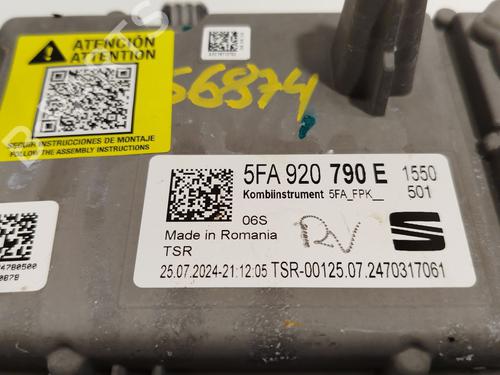 ATENCIÓN
ATTENTION
SEGUIR INSTRUCCIONES DE MONTAJE
FOLLOW THE ASSEMBLY INSTRUCTIONS
56874
5FA 920 790 E
1550
Kombiinstrument 5FA_FPK__
501
06S
Made in Romania
TSR
RV
25.07.2024-21:12:05 TSR-00125.07.2470317061